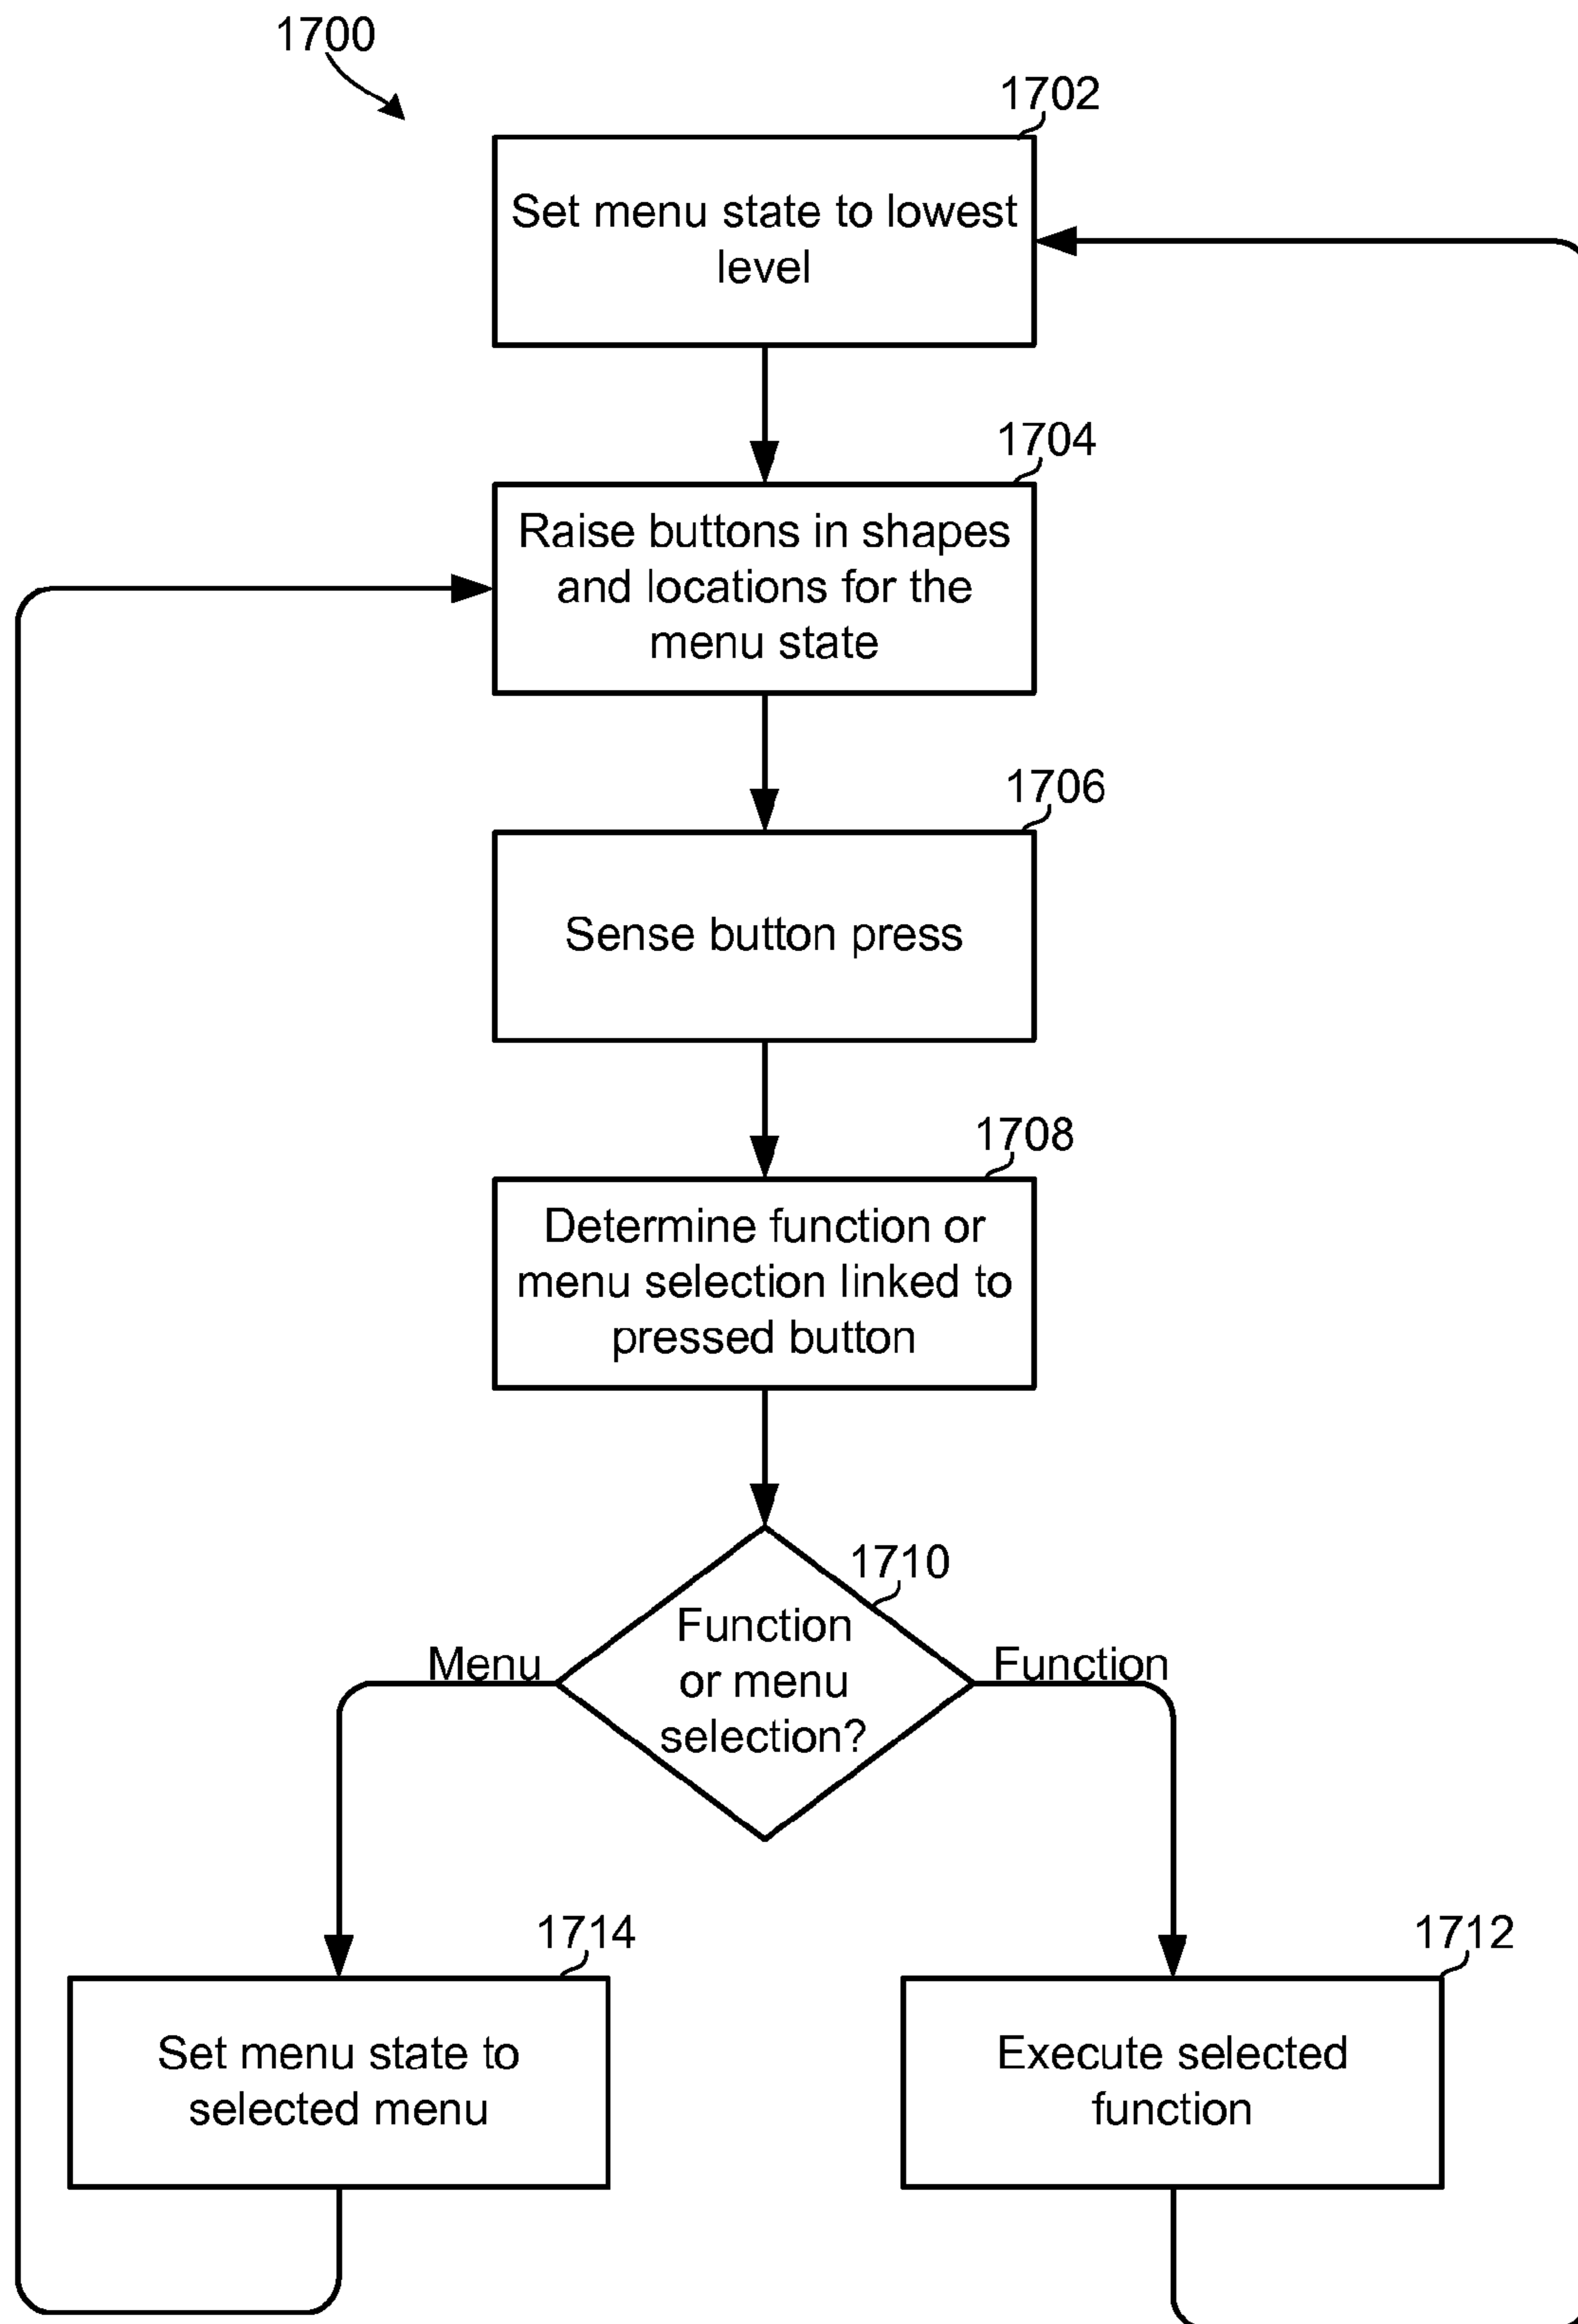 1700
1702
Set menu state to lowest
level
1704
Raise buttons in shapes
and locations for the
menu state
1706
Sense button press
1708
Determine function or
menu selection linked to
pressed button
1710
Function
or menu
selection?
Menu
Function
1714
Set menu state to
selected menu
1712
Execute selected
function